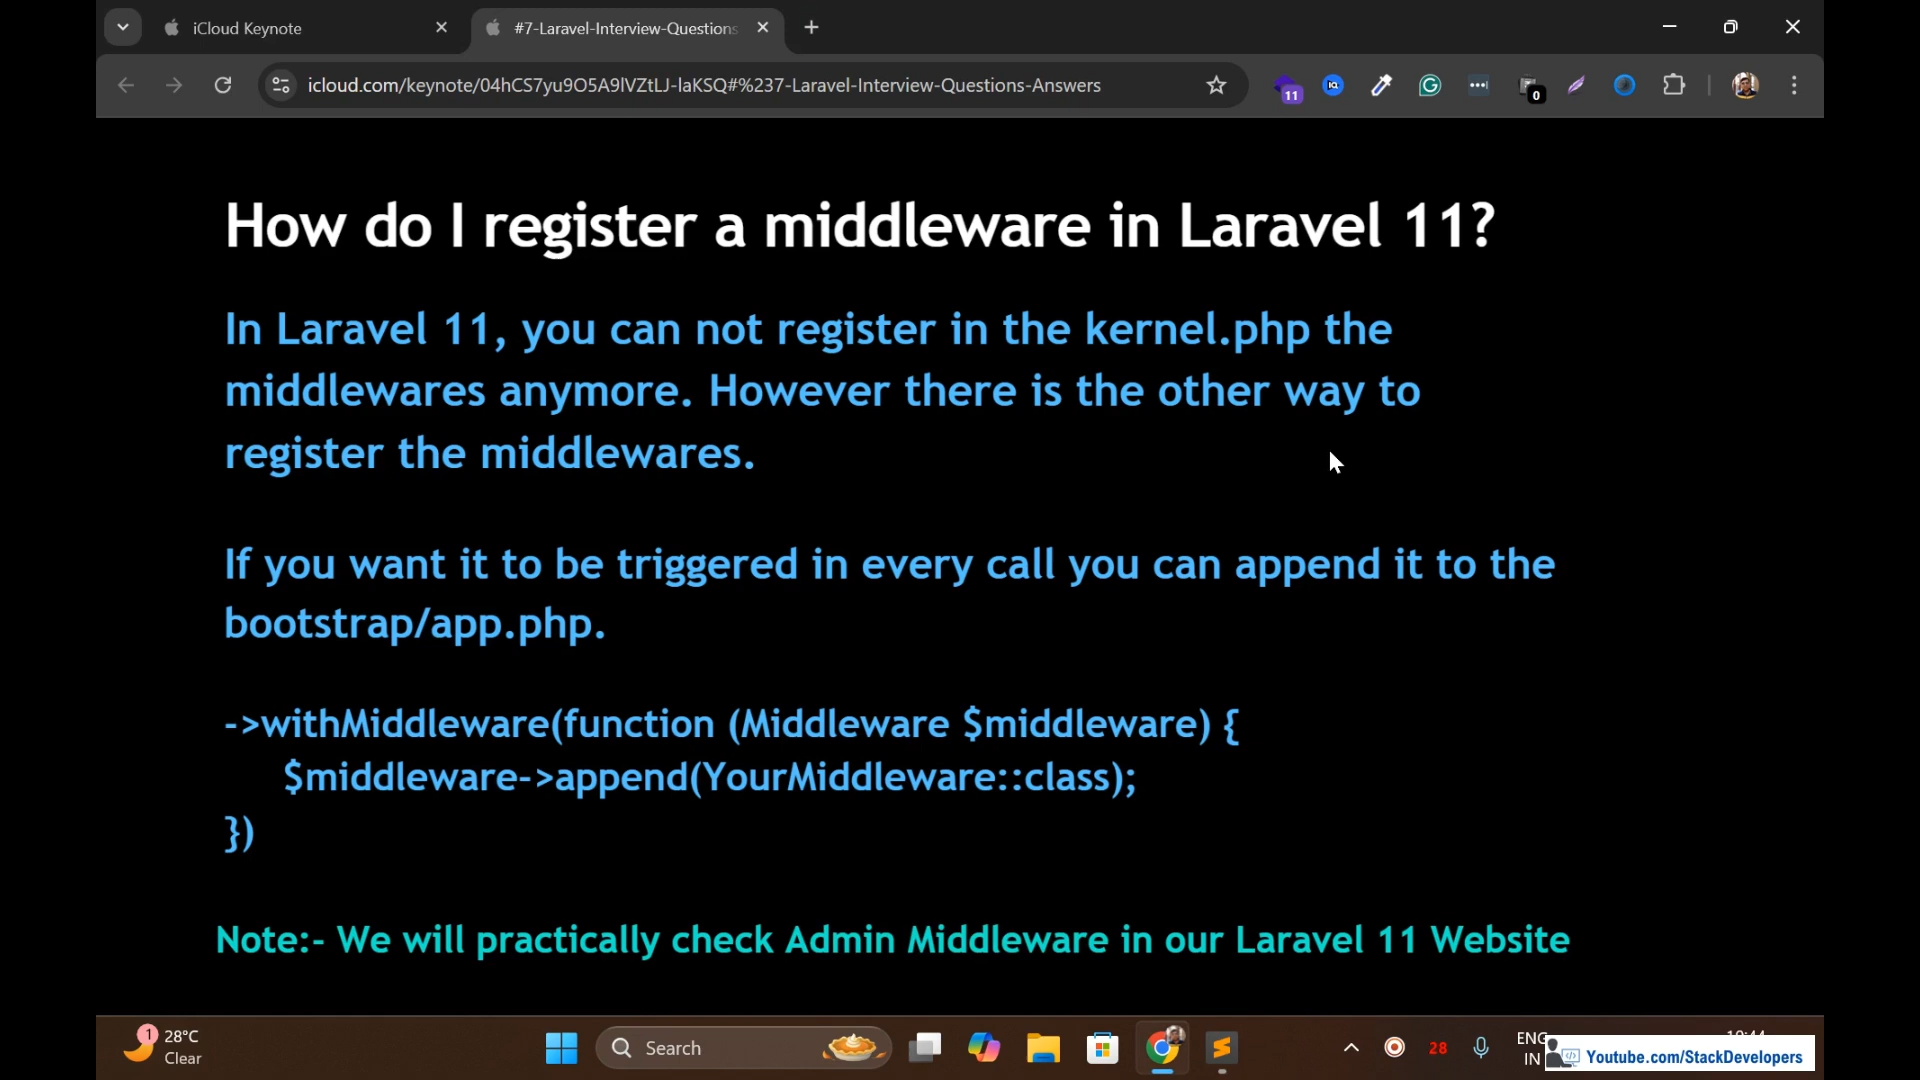 iCloud Keynote
#7-Laravel-Interview-Questions
icloud.com/keynote/04hCS7yu9O5A9lVZtLJ-laKSQ#%237-Laravel-Interview-Questions-Answers
11
0
How do I register a middleware in Laravel 11?
In Laravel 11, you can not register in the kernel.php the
middlewares anymore. However there is the other way to
register the middlewares.
If you want it to be triggered in every call you can append it to the
bootstrap/app.php.
->withMiddleware(function (Middleware $middleware) {
$middleware->append(YourMiddleware::class);
})
Note:- We will practically check Admin Middleware in our Laravel 11 Website
1
28°C
Clear
Search
28
ENG
IN
Youtube.com/StackDevelopers